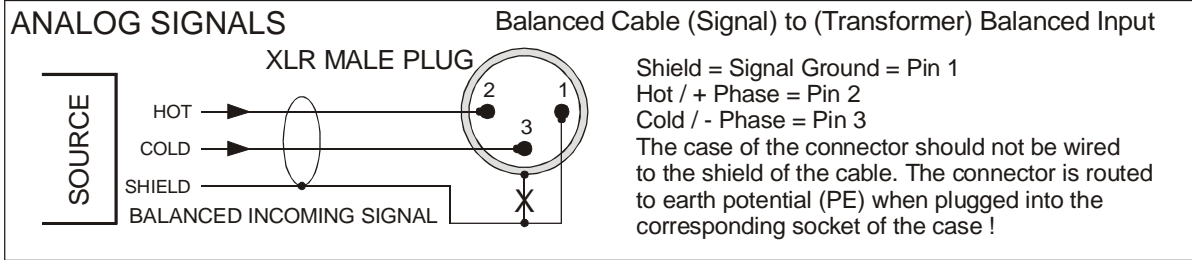 ANALOG SIGNALS
Balanced Cable (Signal) to (Transformer) Balanced Input
XLR MALE PLUG
SOURCE
HOT
COLD
SHIELD
BALANCED INCOMING SIGNAL
2
1
3
X
Shield = Signal Ground = Pin 1
Hot / + Phase = Pin 2
Cold / - Phase = Pin 3
The case of the connector should not be wired
to the shield of the cable. The connector is routed
to earth potential (PE) when plugged into the
corresponding socket of the case !